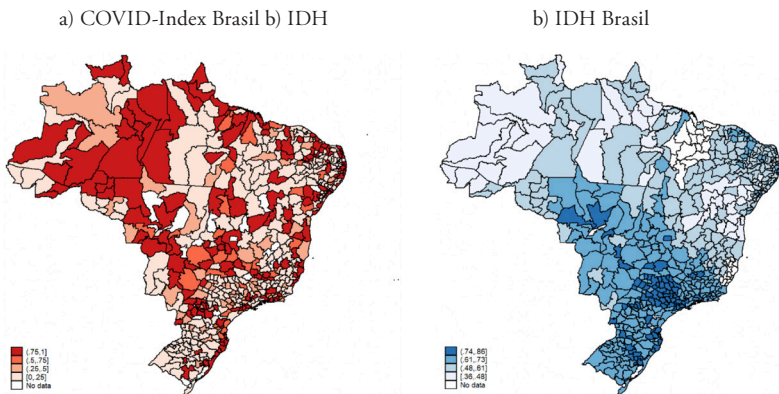 a) COVID-Index Brasil b) IDH
b) IDH Brasil
(.75,1]
(.5,.75]
(.25,.5]
[0,.25]
No data
(.74,.86]
(.61,.73]
(.48,.61]
[.36,.48]
No data